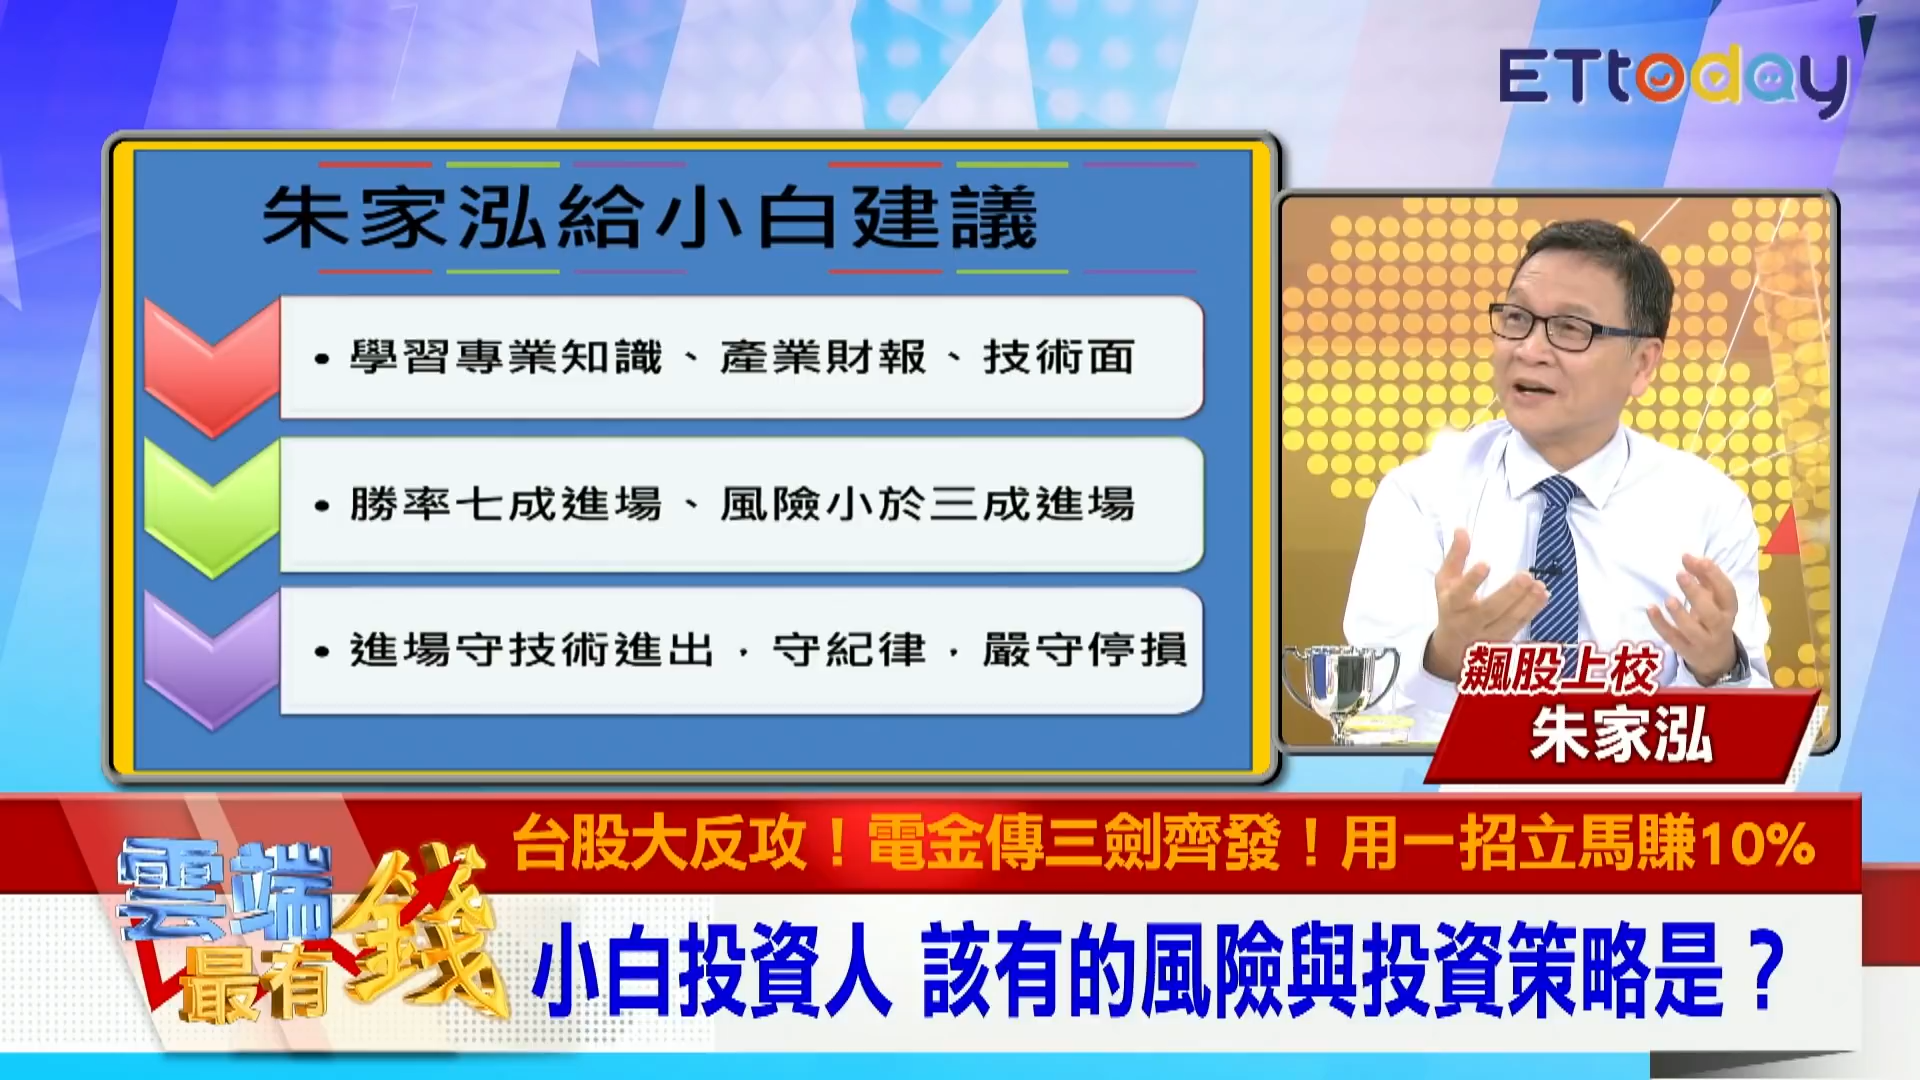 ETtoday
朱家泓給小白建議
• 學習專業知識、產業財報、技術面
• 勝率七成進場、風險小於三成進場
• 進場守技術進出，守紀律，嚴守停損
飆股上校
朱家泓
台股大反攻！電金傳三劍齊發！用一招立馬賺10%
雲端最有錢
小白投資人 該有的風險與投資策略是？